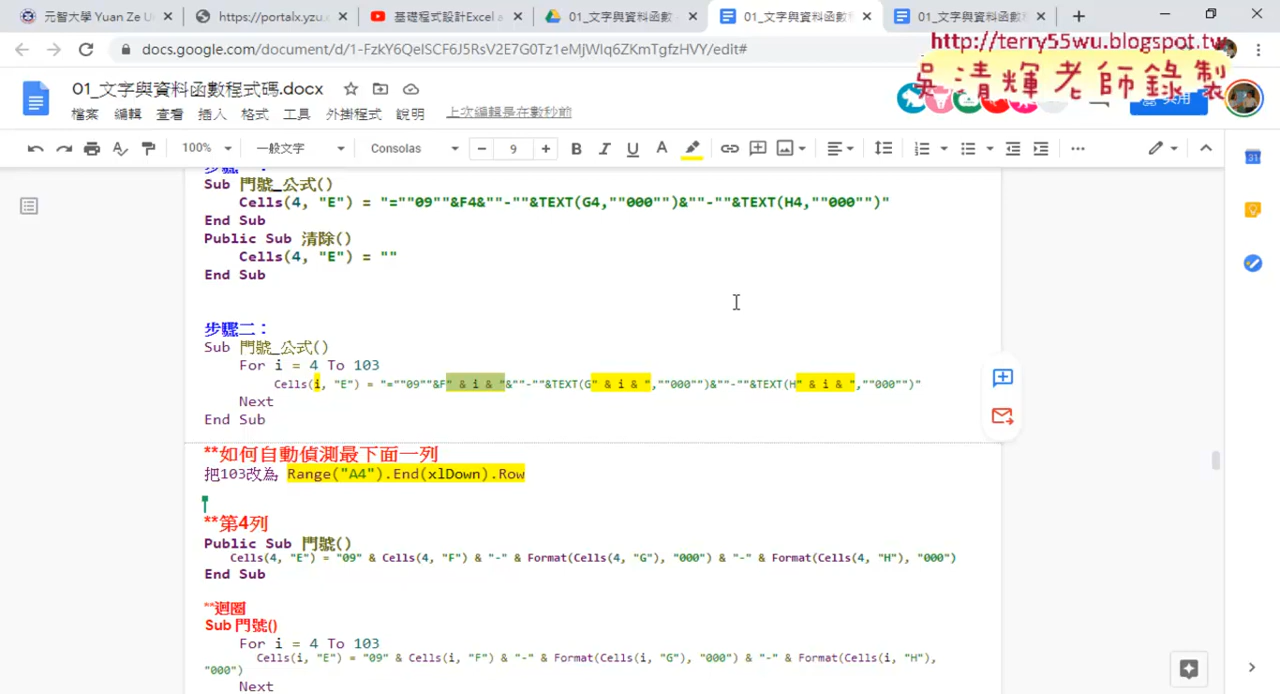 元智大學 Yuan Ze U
https://portalx.yzu.
基礎程式設計Excel a
01_文字與資料函數
01_文字與資料函數
01_文字與資料函數
docs.google.com/document/d/1-FzkY6QeISCF6J5RsV2E7G0Tz1eMjWIq6ZKmTgfzHVY/edit#
http://terry55wu.blogspot.tw
吳清輝老師錄製
01_文字與資料函數程式碼.docx
檔案 編輯 查看 插入 格式 工具 外掛程式 說明 上次編輯是在數秒前
共用
100% 一般文字 Consolas 9 B I U A
Sub 門號_公式()
Cells(4, "E") = "=""09""&F4&""-""&TEXT(G4,""000"")&""-""&TEXT(H4,""000"")"
End Sub
Public Sub 清除()
Cells(4, "E") = ""
End Sub
步驟二：
Sub 門號_公式()
For i = 4 To 103
Cells(i, "E") = "=""09""&F" & i & "&""-""&TEXT(G" & i & ",""000"")&""-""&TEXT(H" & i & ",""000"")"
Next
End Sub
**如何自動偵測最下面一列
把103改為 Range("A4").End(xlDown).Row
**第4列
Public Sub 門號()
Cells(4, "E") = "09" & Cells(4, "F") & "-" & Format(Cells(4, "G"), "000") & "-" & Format(Cells(4, "H"), "000")
End Sub
**迴圈
Sub 門號()
For i = 4 To 103
Cells(i, "E") = "09" & Cells(i, "F") & "-" & Format(Cells(i, "G"), "000") & "-" & Format(Cells(i, "H"),
"000")
Next
31